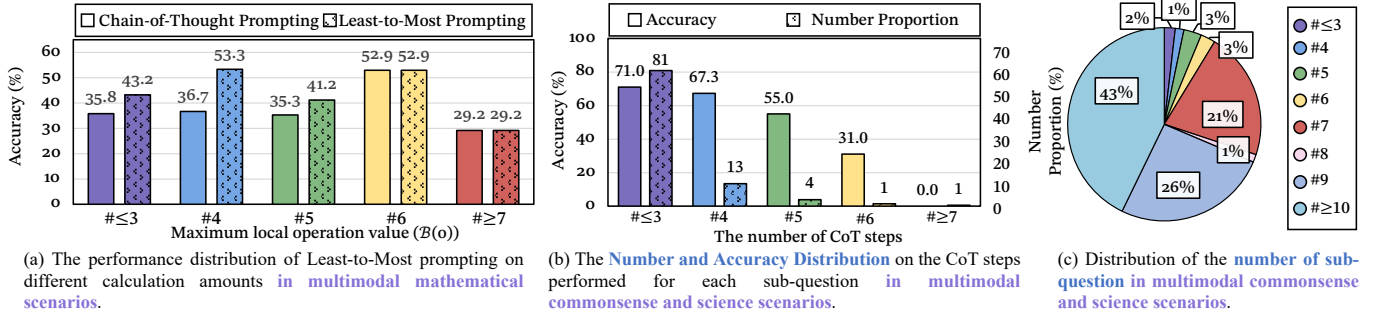 Chain-of-Thought Prompting Least-to-Most Prompting
Accuracy (%)
60
50
40
30
20
10
0
35.8 43.2
36.7 53.3
35.3 41.2
52.9 52.9
29.2 29.2
#≤3 #4 #5 #6 #≥7
Maximum local operation value (ℬ(o))
(a) The performance distribution of Least-to-Most prompting on
different calculation amounts in multimodal mathematical
scenarios.
Accuracy Number Proportion
Accuracy (%)
100
80
60
40
20
0
71.0 81
67.3 13
55.0 4
31.0 1
0.0 1
70
60
50
40
30
20
10
0
Number
Proportion (%)
#≤3 #4 #5 #6 #≥7
The number of CoT steps
(b) The Number and Accuracy Distribution on the CoT steps
performed for each sub-question in multimodal
commonsense and science scenarios.
2% 1% 3%
3%
43%
21%
1%
26%
#≤3
#4
#5
#6
#7
#8
#9
#≥10
(c) Distribution of the number of sub-
question in multimodal commonsense
and science scenarios.